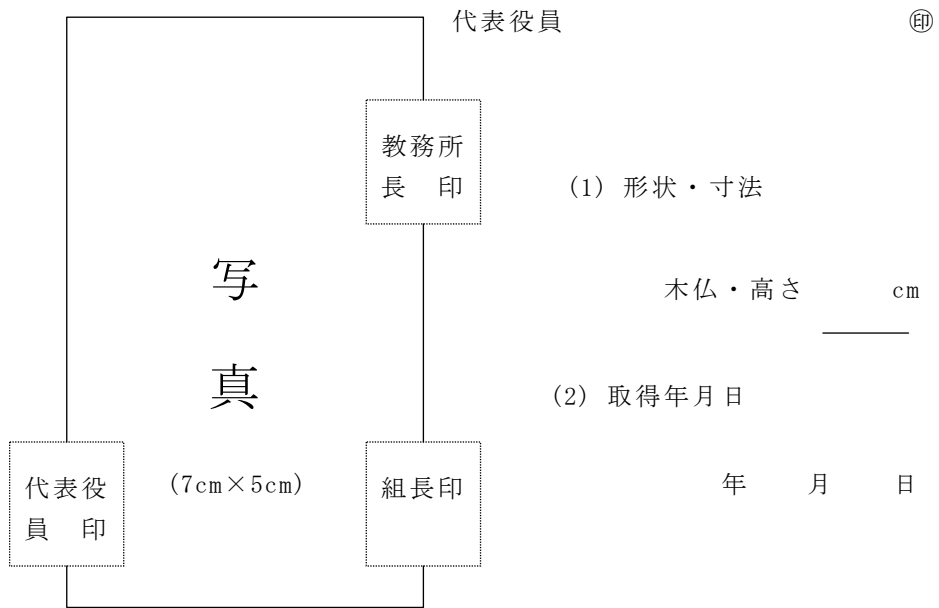 代表役員 ㊞
教務所
長 印
(1) 形状・寸法
写
真
木仏・高さ cm
(2) 取得年月日
(7cm×5cm)
代表役
員 印
組長印
年 月 日